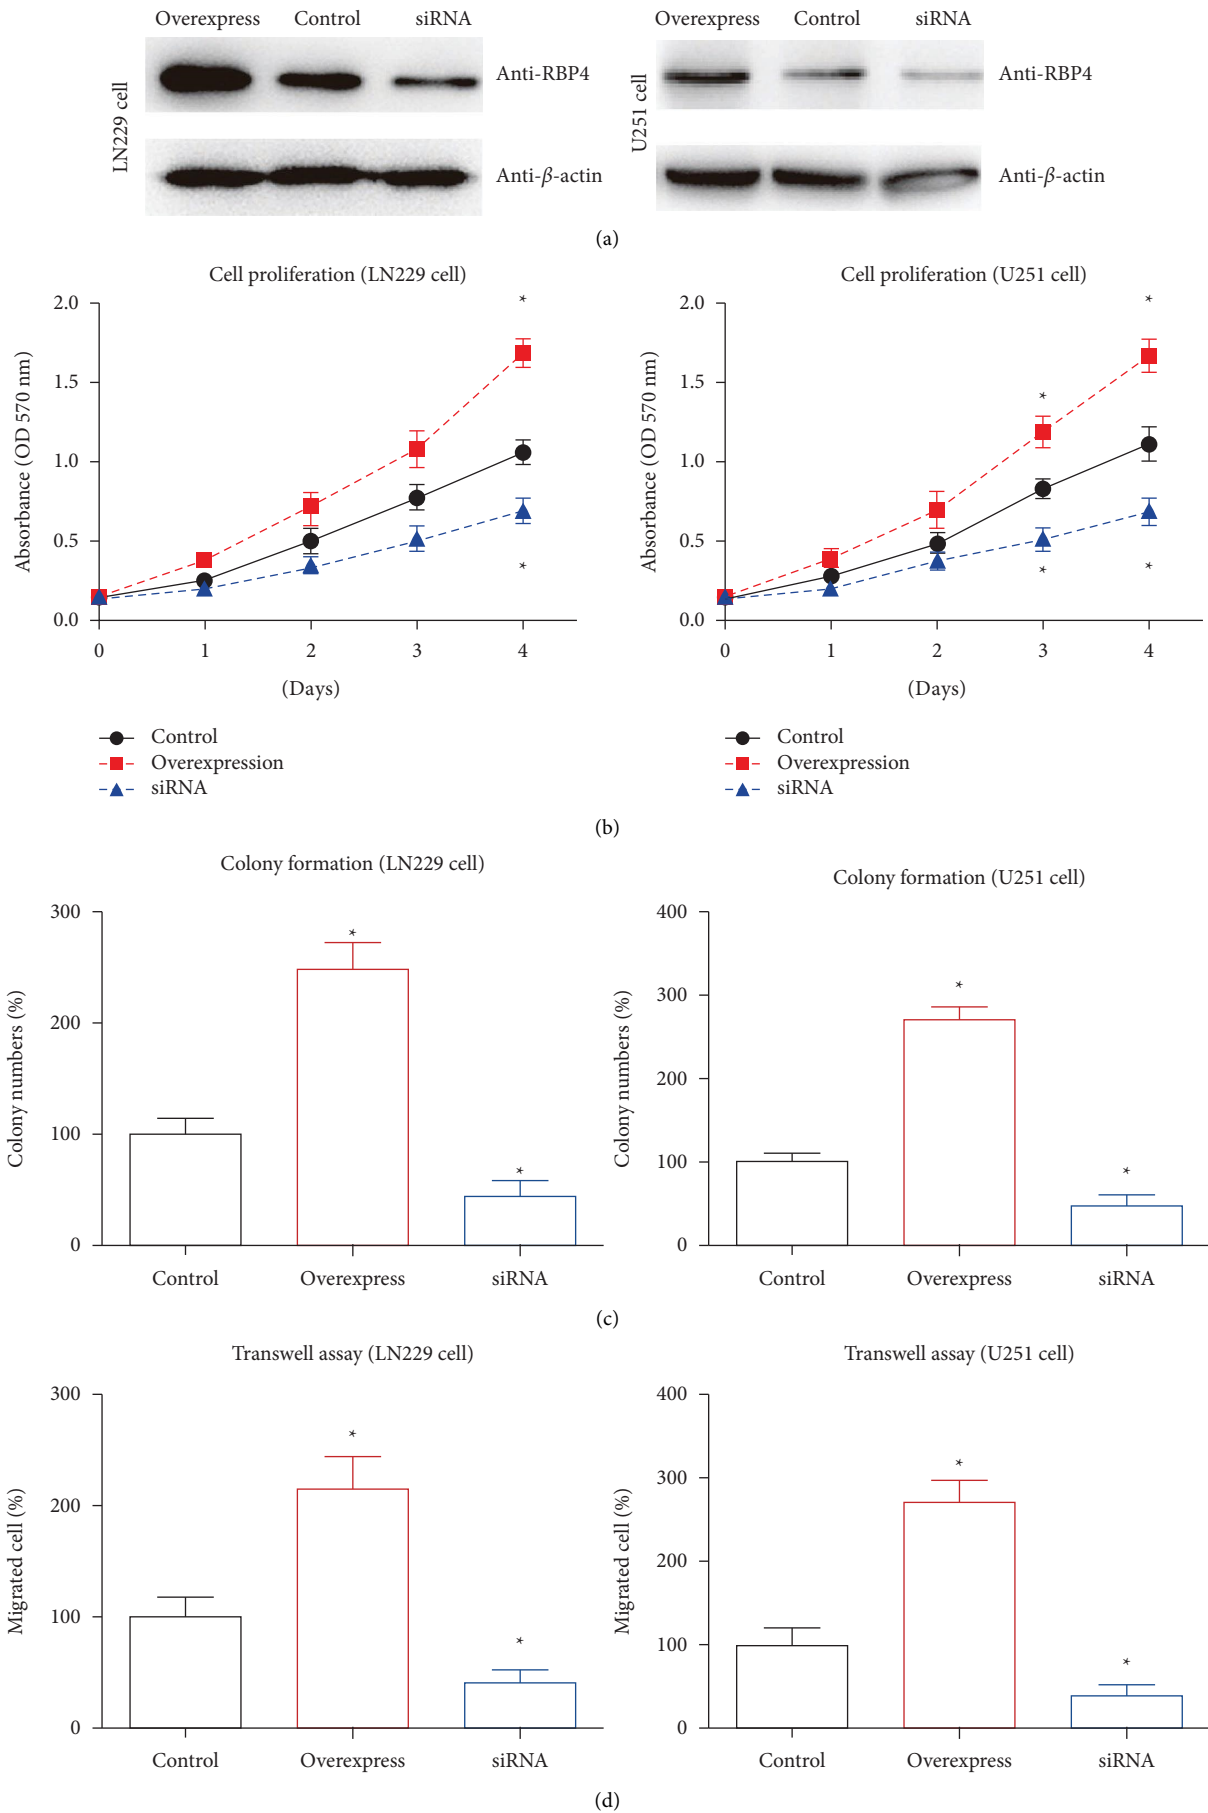 Overexpress Control siRNA
LN229 cell
Anti-RBP4
Anti-β-actin
Overexpress Control siRNA
U251 cell
Anti-RBP4
Anti-β-actin
(a)
Cell proliferation (LN229 cell)
Absorbance (OD 570 nm)
2.0
1.5
1.0
0.5
0.0
*
*
0 1 2 3 4
(Days)
Control
Overexpression
siRNA
Cell proliferation (U251 cell)
Absorbance (OD 570 nm)
2.0
1.5
1.0
0.5
0.0
*
*
* *
0 1 2 3 4
(Days)
Control
Overexpression
siRNA
(b)
Colony formation (LN229 cell)
Colony numbers (%)
300
200
100
0
*
*
Control Overexpress siRNA
Colony formation (U251 cell)
Colony numbers (%)
400
300
200
100
0
*
*
Control Overexpress siRNA
(c)
Transwell assay (LN229 cell)
Migrated cell (%)
300
200
100
0
*
*
Control Overexpress siRNA
Transwell assay (U251 cell)
Migrated cell (%)
400
300
200
100
0
*
*
Control Overexpress siRNA
(d)